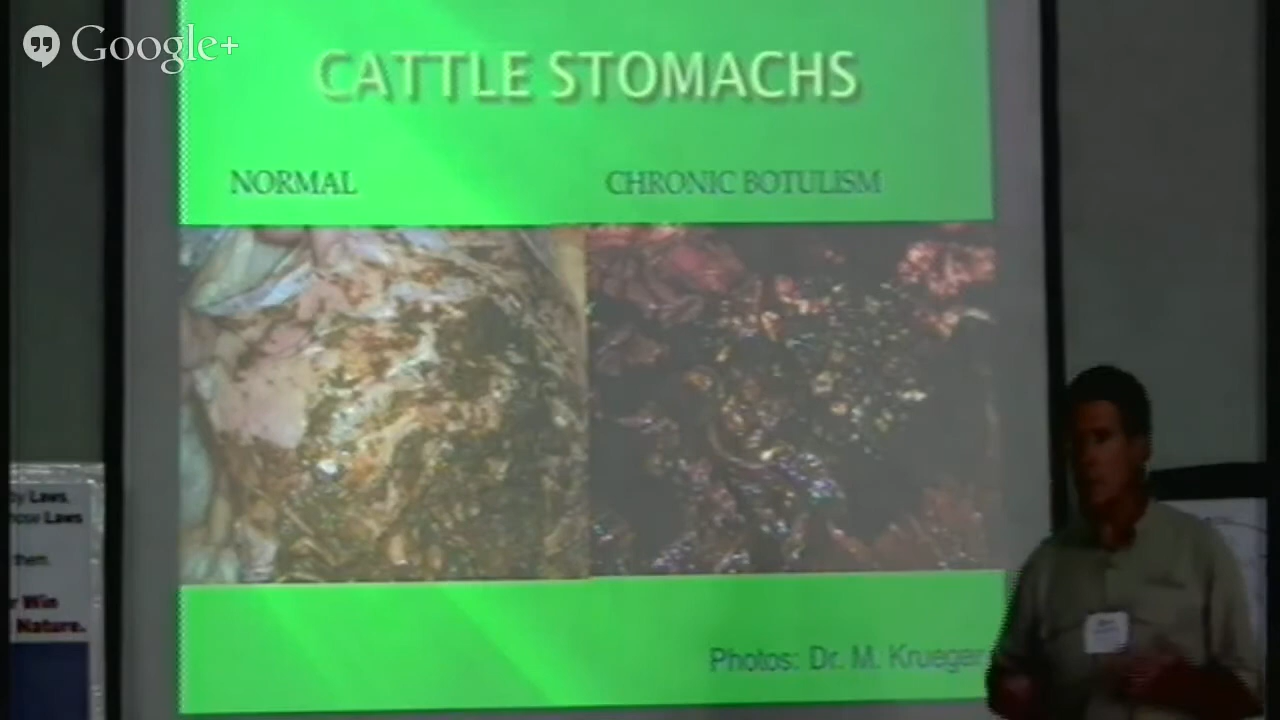 Google+
CATTLE STOMACHS
NORMAL
CHRONIC BOTULISM
Laws
Laws
them.
Win
Nature.
Photos: Dr. M. Krueger